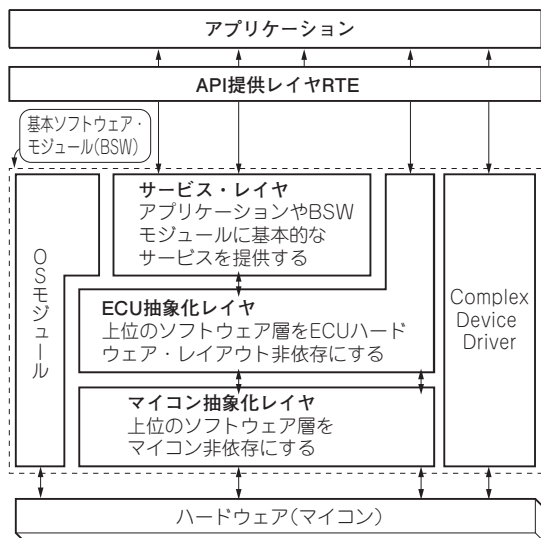 アプリケーション
API提供レイヤRTE
基本ソフトウェア・
モジュール(BSW)
サービス・レイヤ
アプリケーションやBSW
モジュールに基本的な
サービスを提供する
OSモジュール
ECU抽象化レイヤ
上位のソフトウェア層をECUハード
ウェア・レイアウト非依存にする
Complex
Device
Driver
マイコン抽象化レイヤ
上位のソフトウェア層を
マイコン非依存にする
ハードウェア(マイコン)